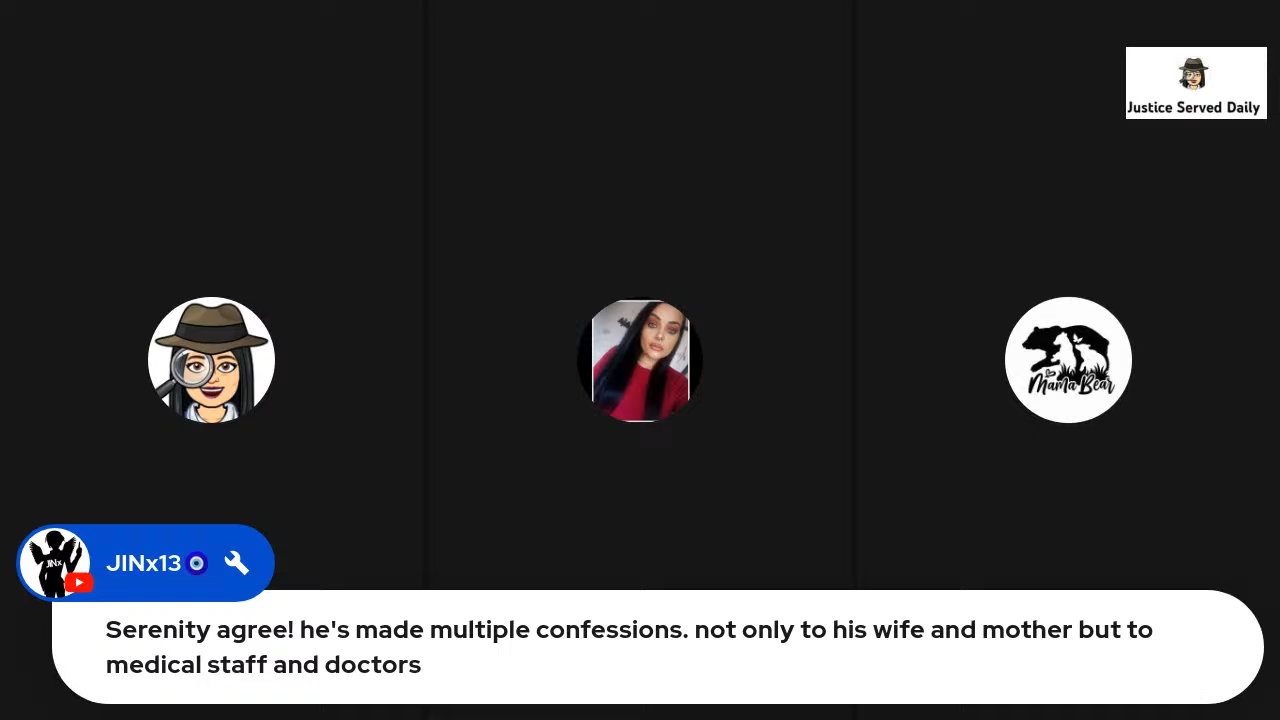 Justice Served Daily
Mama Bear
JINx
JINx13
Serenity agree! he's made multiple confessions. not only to his wife and mother but to
medical staff and doctors